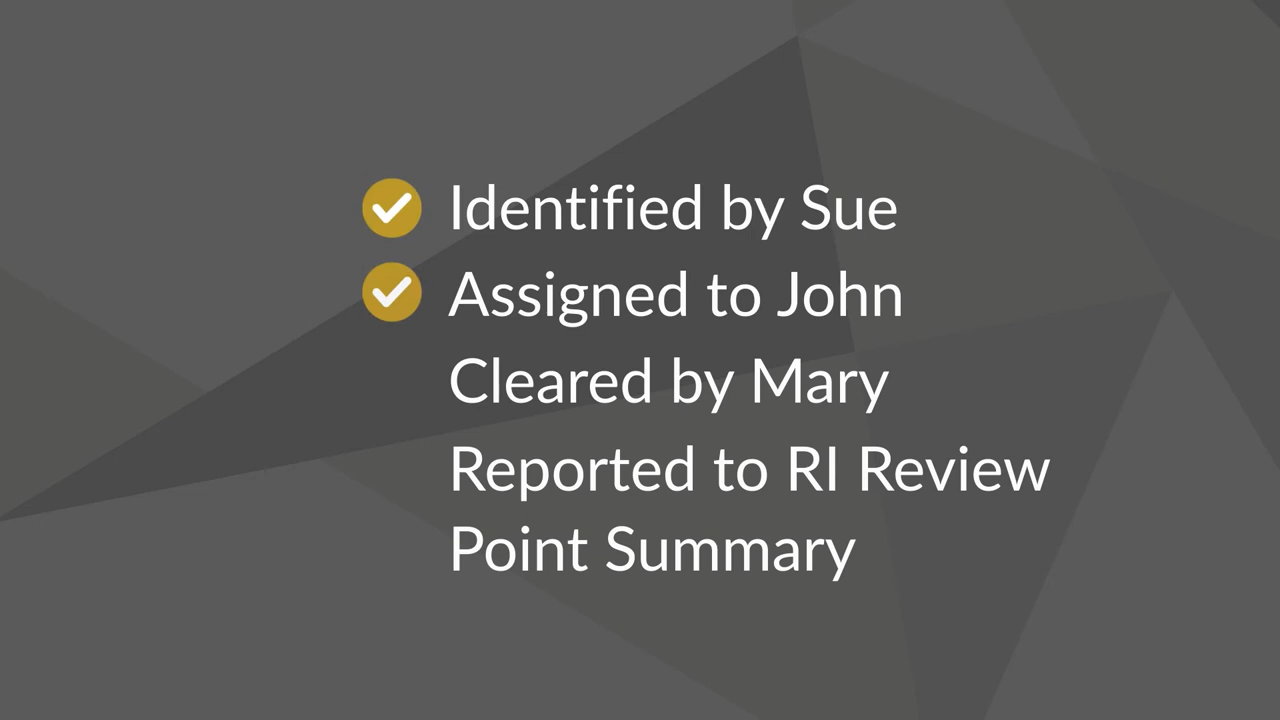 Identified by Sue
Assigned to John
Cleared by Mary
Reported to RI Review
Point Summary